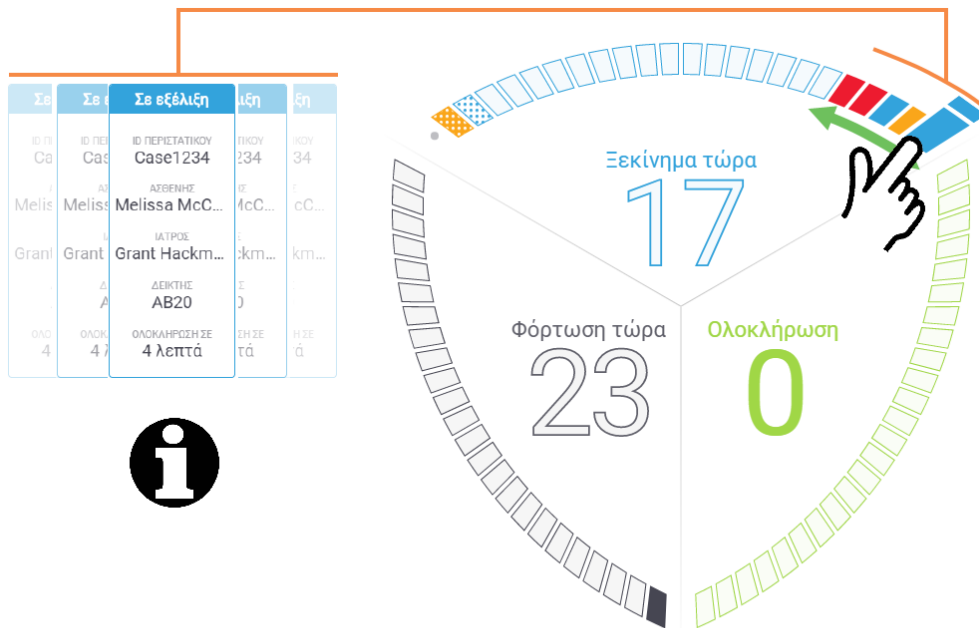 Σε εξέλιξη
ID ΠΕΡΙΣΤΑΤΙΚΟΥ
Case1234
ΑΣΘΕΝΗΣ
Melissa McC...
ΙΑΤΡΟΣ
Grant Hackm...
ΔΕΙΚΤΗΣ
AB20
ΟΛΟΚΛΗΡΩΣΗ ΣΕ
4 λεπτά
Ξεκίνημα τώρα
17
Φόρτωση τώρα
23
Ολοκλήρωση
0